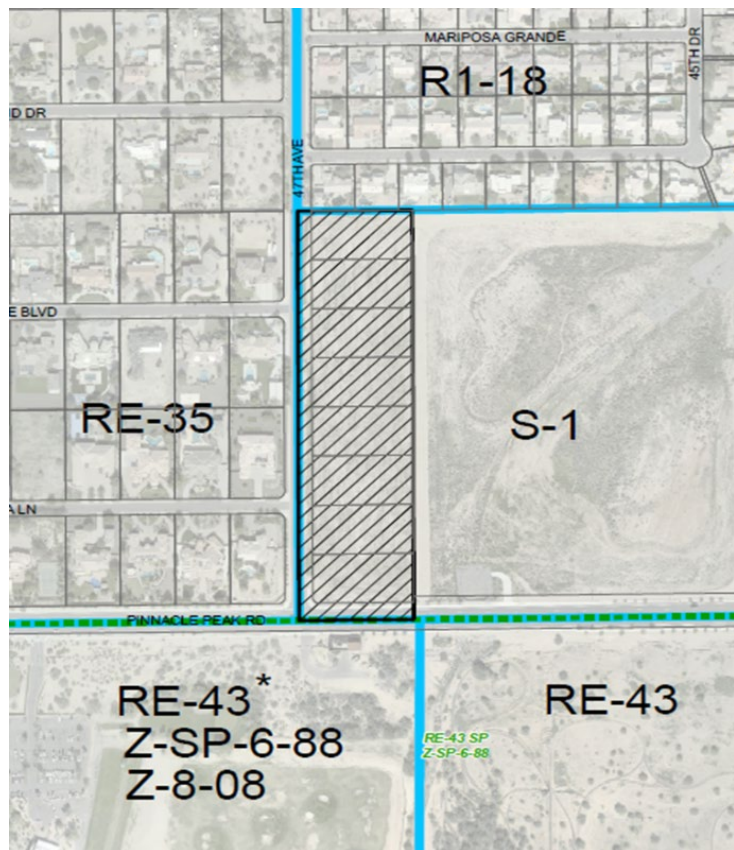 MARIPOSA GRANDE
45TH DR
R1-18
D DR
47TH AVE
E BLVD
RE-35
S-1
A LN
PINNACLE PEAK RD
RE-43*
Z-SP-6-88
Z-8-08
RE-43
RE-43 SP
Z-SP-6-88